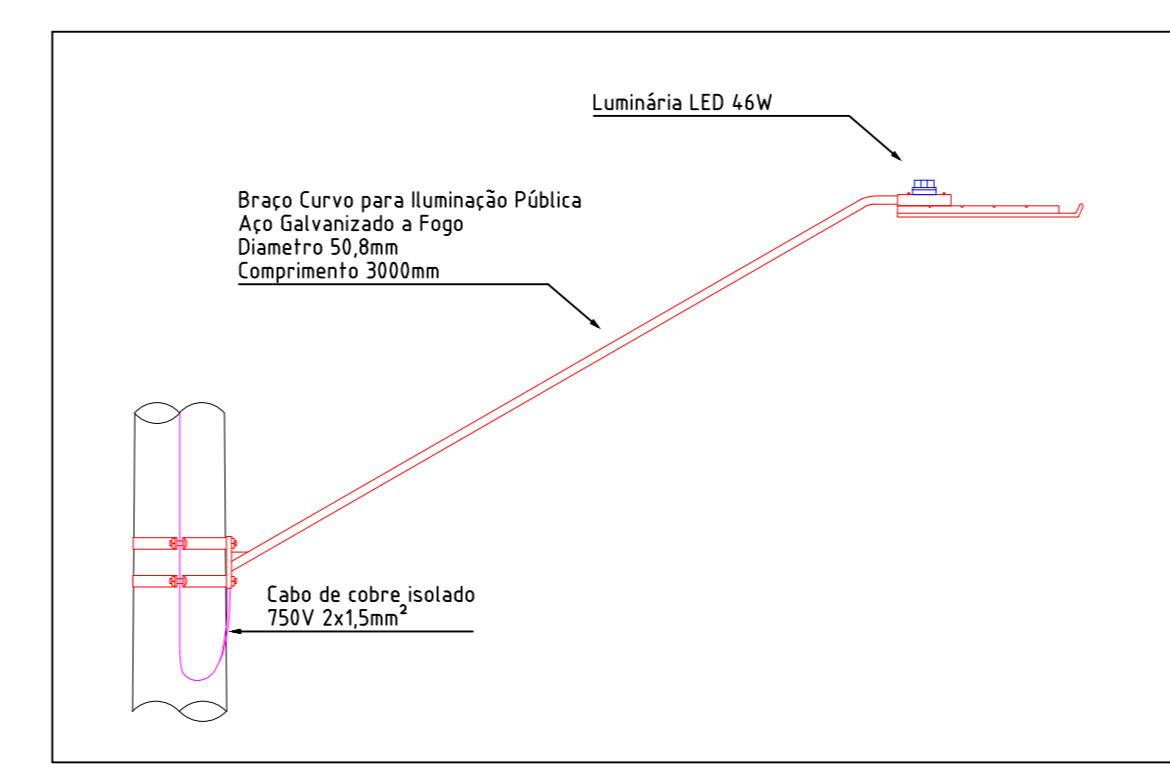 Luminária LED 46W
Braço Curvo para Iluminação Pública
Aço Galvanizado a Fogo
Diametro 50,8mm
Comprimento 3000mm
Cabo de cobre isolado
750V 2x1,5mm²